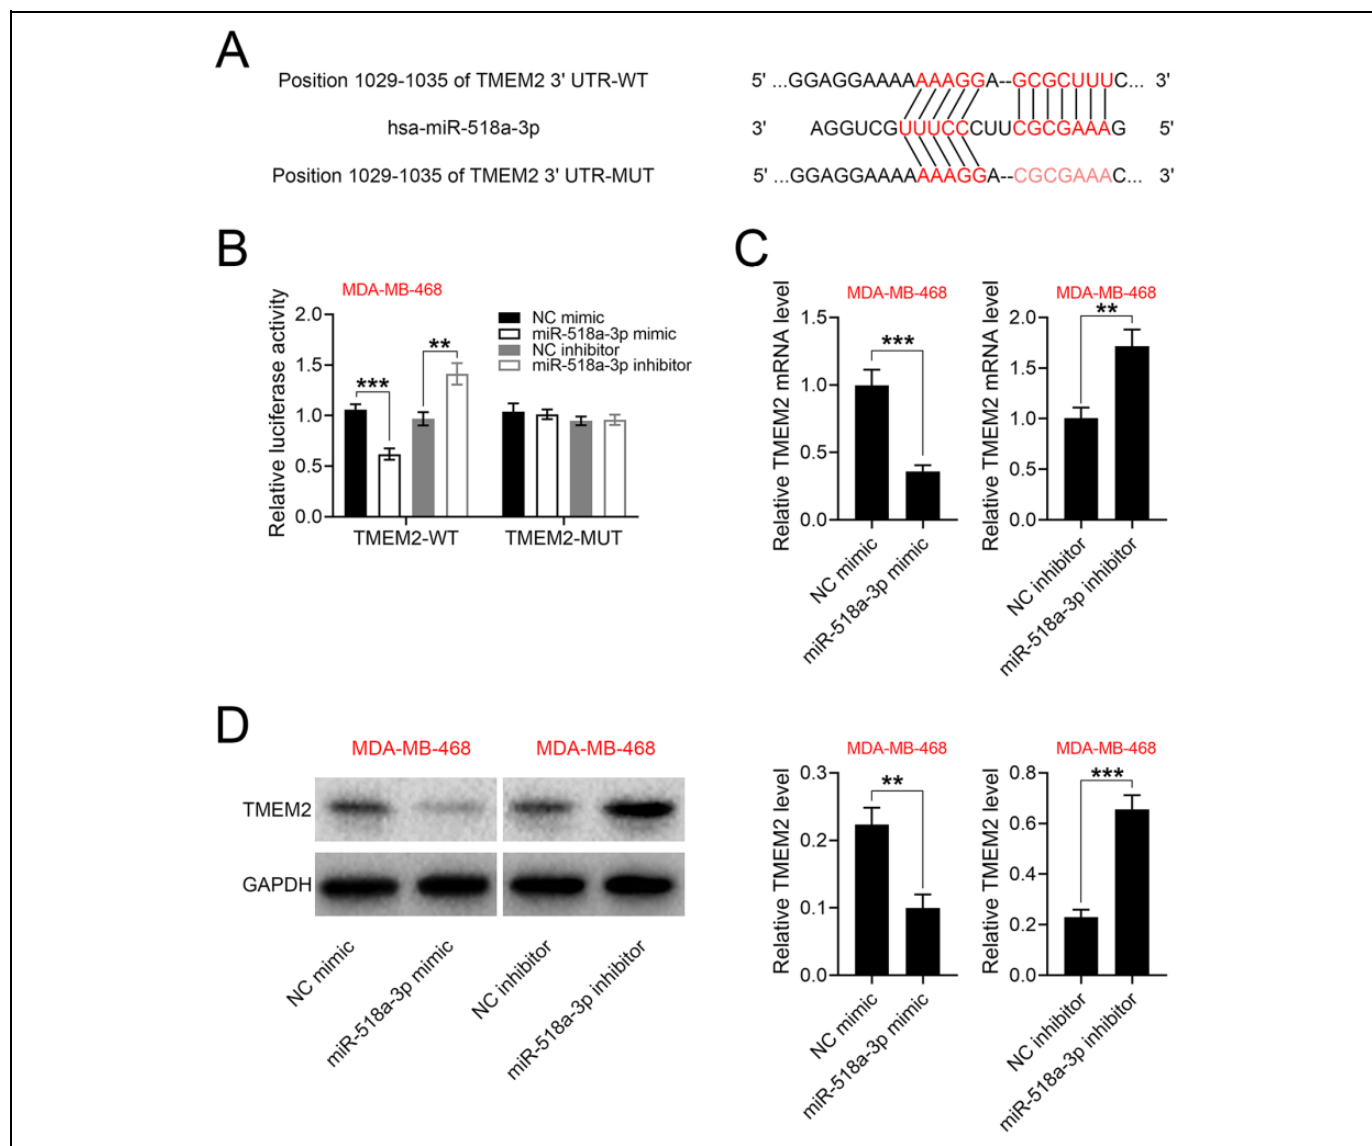 A
Position 1029-1035 of TMEM2 3' UTR-WT 5' ...GGAGGAAAAAAAGGA--GCGCUUUC... 3'
hsa-miR-518a-3p 3' AGGUCGUUUCCCUUCGCGAAAG 5'
Position 1029-1035 of TMEM2 3' UTR-MUT 5' ...GGAGGAAAAAAAGGA--CGCGAAAC... 3'
B
MDA-MB-468
Relative luciferase activity
2.0
1.5
1.0
0.5
0.0
*** **
NC mimic
miR-518a-3p mimic
NC inhibitor
miR-518a-3p inhibitor
TMEM2-WT TMEM2-MUT
C
MDA-MB-468
Relative TMEM2 mRNA level
1.5
1.0
0.5
0.0
***
NC mimic
miR-518a-3p mimic
MDA-MB-468
Relative TMEM2 mRNA level
2.0
1.5
1.0
0.5
0.0
**
NC inhibitor
miR-518a-3p inhibitor
D
MDA-MB-468 MDA-MB-468
TMEM2
GAPDH
NC mimic
miR-518a-3p mimic
NC inhibitor
miR-518a-3p inhibitor
MDA-MB-468
Relative TMEM2 level
0.3
0.2
0.1
0.0
**
NC mimic
miR-518a-3p mimic
MDA-MB-468
Relative TMEM2 level
0.8
0.6
0.4
0.2
0.0
***
NC inhibitor
miR-518a-3p inhibitor